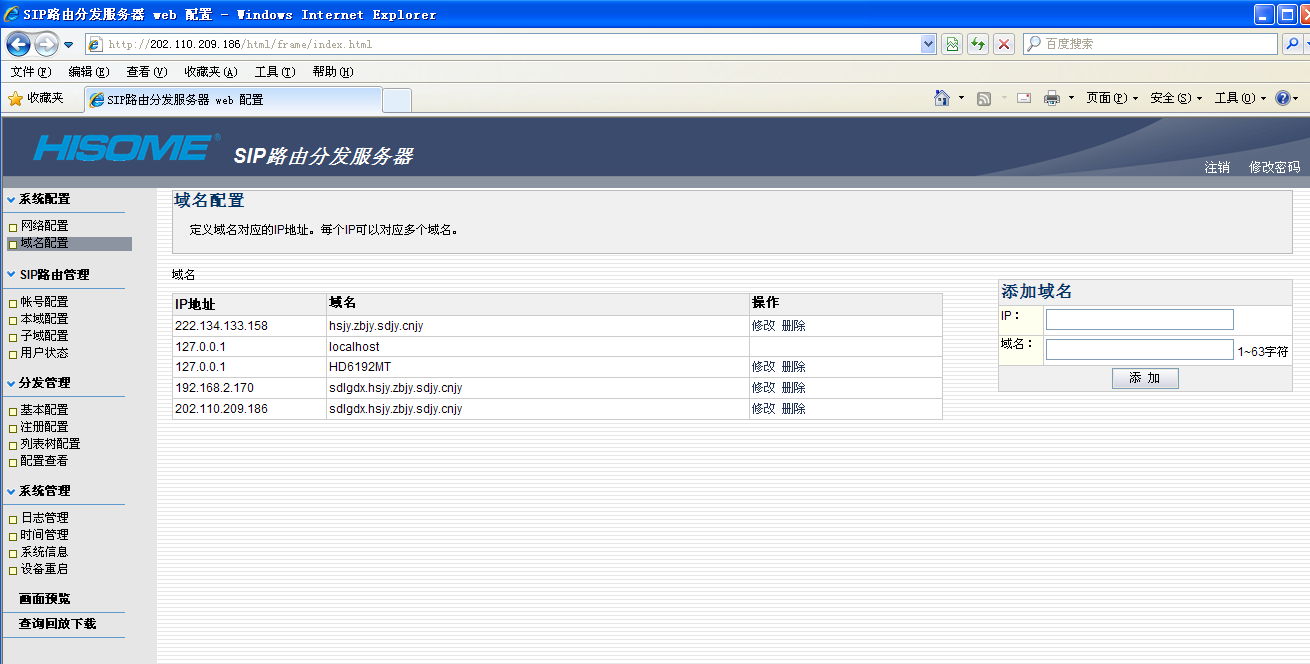 SIP路由分发服务器 web 配置 - Windows Internet Explorer
http://202.110.209.186/html/frame/index.html
百度搜索
文件(F) 编辑(E) 查看(V) 收藏夹(A) 工具(T) 帮助(H)
收藏夹
SIP路由分发服务器 web 配置
页面(P) 安全(S) 工具(O)
HISOME®
SIP路由分发服务器
注销 修改密码
系统配置
网络配置
域名配置
SIP路由管理
帐号配置
本域配置
子域配置
用户状态
分发管理
基本配置
注册配置
列表树配置
配置查看
系统管理
日志管理
时间管理
系统信息
设备重启
画面预览
查询回放下载
域名配置
定义域名对应的IP地址。每个IP可以对应多个域名。
域名
IP地址 域名 操作
222.134.133.158 hsjy.zbjy.sdjy.cnjy 修改 删除
127.0.0.1 localhost
127.0.0.1 HD6192MT 修改 删除
192.168.2.170 sdlgdx.hsjy.zbjy.sdjy.cnjy 修改 删除
202.110.209.186 sdlgdx.hsjy.zbjy.sdjy.cnjy 修改 删除
添加域名
IP：
域名： 1~63字符
添 加